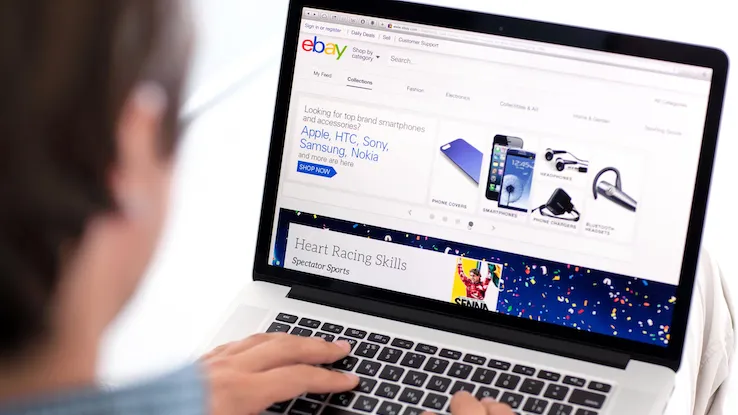 Sign in or register | Daily Deals | Sell | Customer Support
ebay
Shop by
category
Search...
My Feed
Collections
Fashion
Electronics
Collectibles & Art
Home & Garden
Sporting Goods
All Categories
Looking for top brand smartphones
and accessories?
Apple, HTC, Sony,
Samsung, Nokia
and more are here
SHOP NOW
PHONE COVERS
SMARTPHONES
HEADPHONES
PHONE CHARGERS
BLUETOOTH
HEADSETS
Heart Racing Skills
Spectator Sports
SENNA